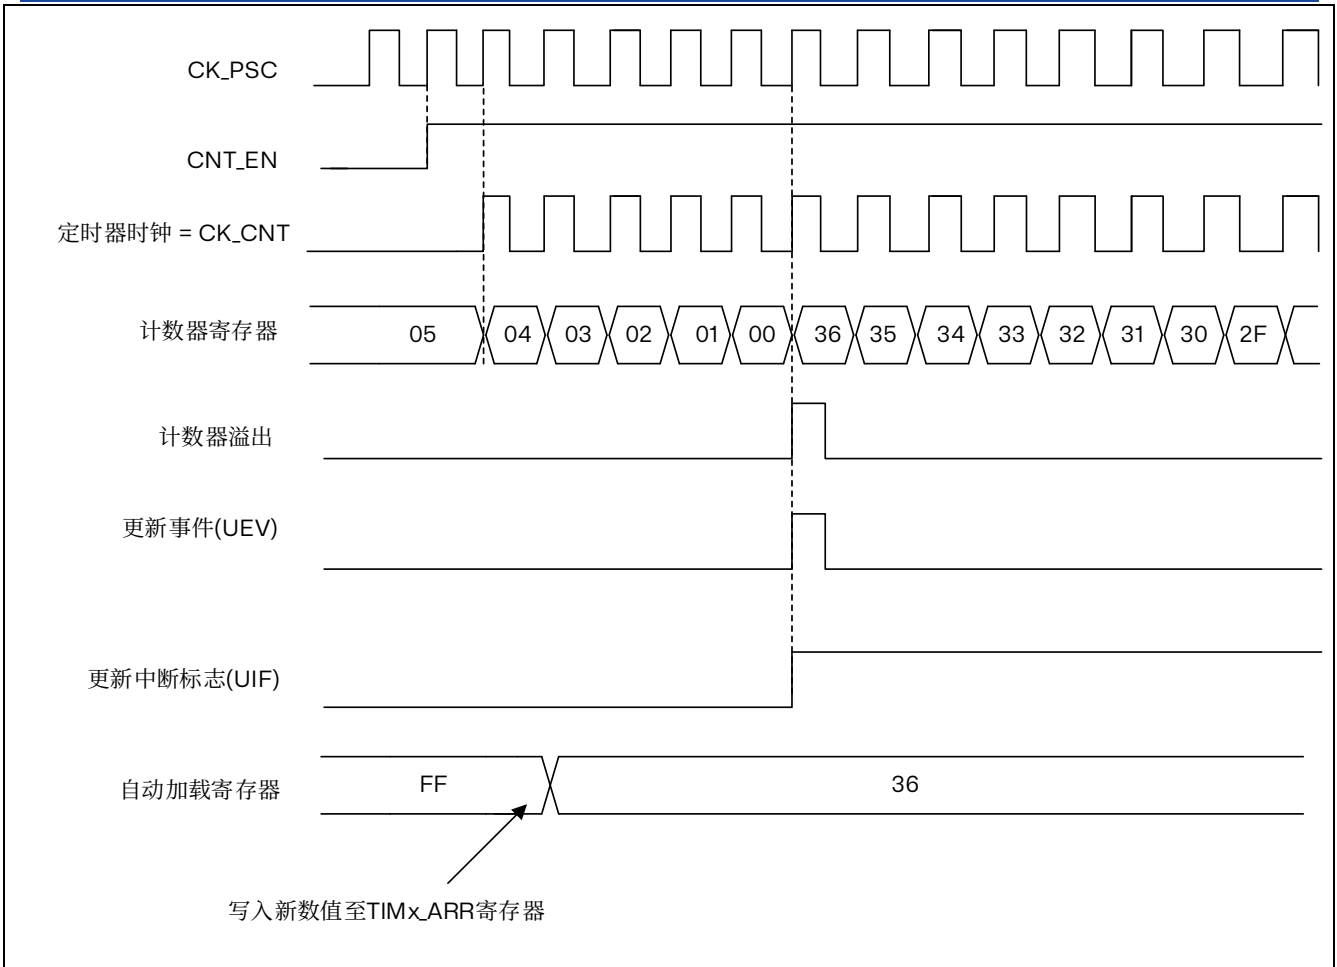 CK_PSC
CNT_EN
定时器时钟 = CK_CNT
计数器寄存器 05 04 03 02 01 00 36 35 34 33 32 31 30 2F
计数器溢出
更新事件(UEV)
更新中断标志(UIF)
自动加载寄存器 FF 36
写入新数值至TIMx_ARR寄存器